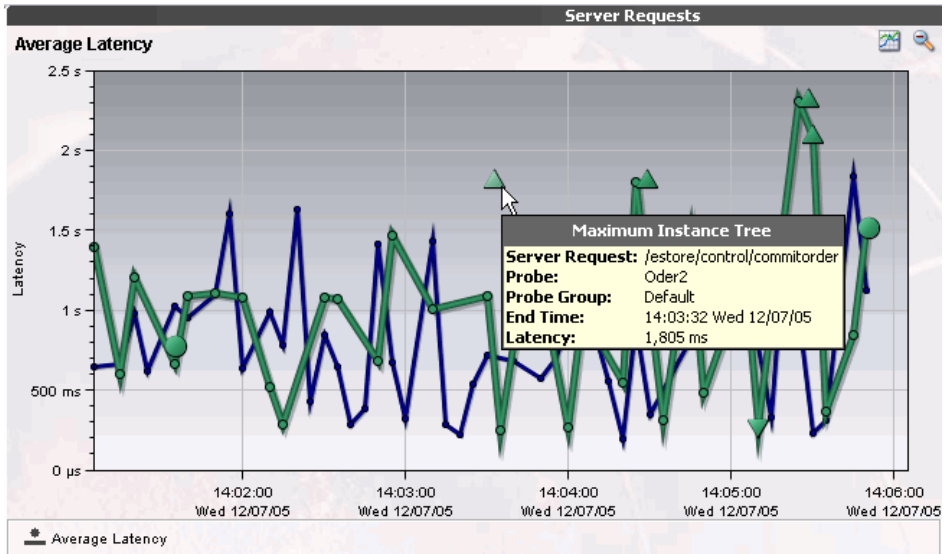 Server Requests
Average Latency
2.5 s
2 s
1.5 s
1 s
500 ms
0 µs
Latency
Maximum Instance Tree
Server Request: /estore/control/commitorder
Probe: Oder2
Probe Group: Default
End Time: 14:03:32 Wed 12/07/05
Latency: 1,805 ms
14:02:00 14:03:00 14:04:00 14:05:00 14:06:00
Wed 12/07/05 Wed 12/07/05 Wed 12/07/05 Wed 12/07/05 Wed 12/07/05
Average Latency